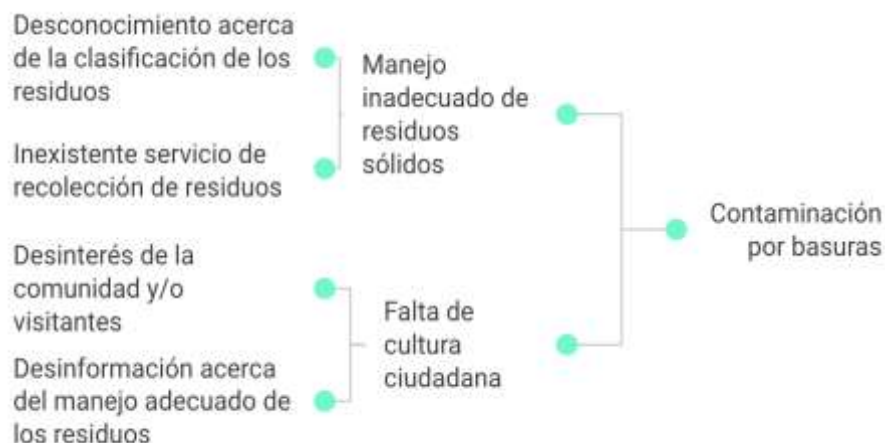 Desconocimiento acerca
de la clasificación de los
residuos
Inexistente servicio de
recolección de residuos
Manejo
inadecuado de
residuos
sólidos
Desinterés de la
comunidad y/o
visitantes
Desinformación acerca
del manejo adecuado de
los residuos
Falta de
cultura
ciudadana
Contaminación
por basuras